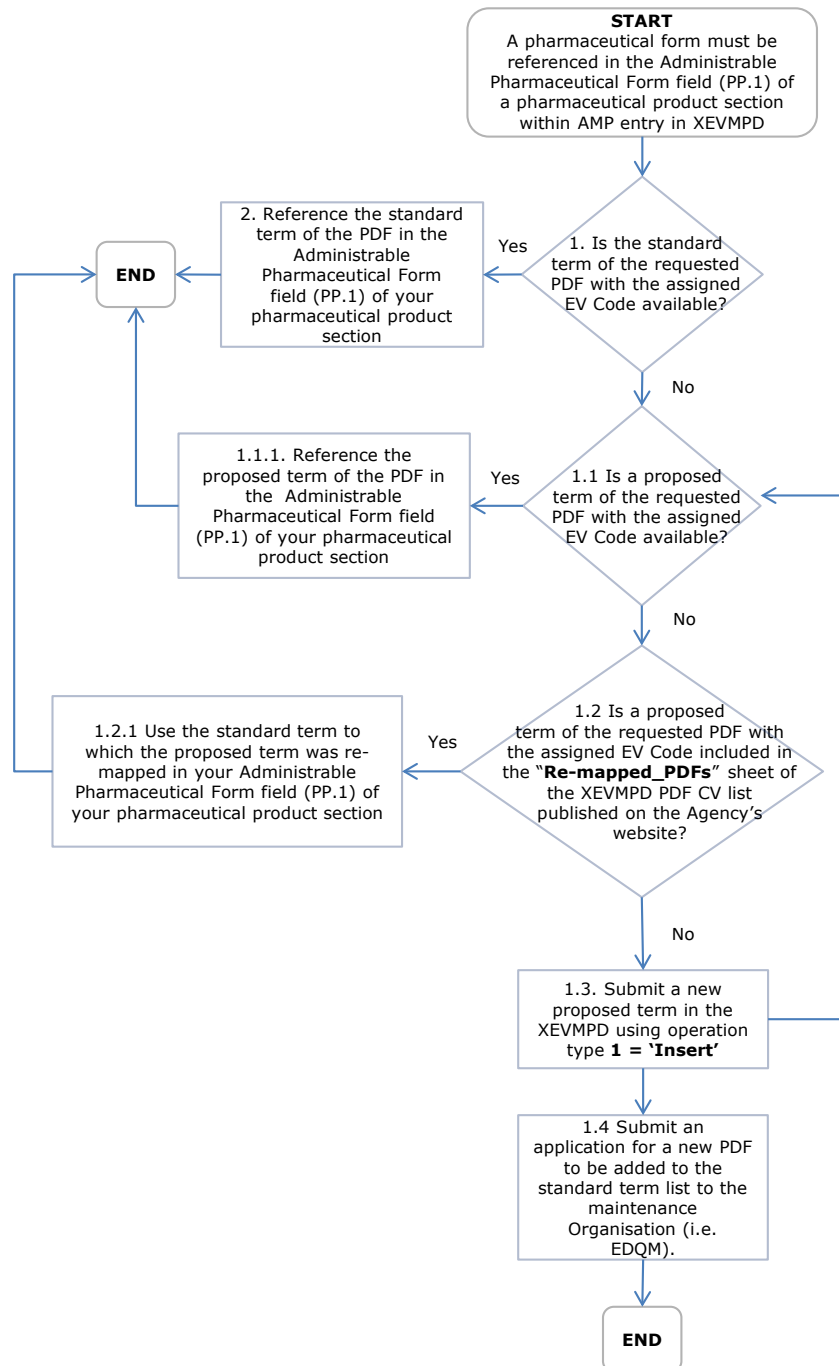 START
A pharmaceutical form must be
referenced in the Administrable
Pharmaceutical Form field (PP.1) of
a pharmaceutical product section
within AMP entry in XEVMPD
1. Is the standard
term of the requested
PDF with the assigned
EV Code available?
Yes
2. Reference the standard
term of the PDF in the
Administrable
Pharmaceutical Form
field (PP.1) of your
pharmaceutical product
section
END
No
1.1 Is a proposed
term of the requested
PDF with the assigned
EV Code available?
Yes
1.1.1. Reference the
proposed term of the PDF in
the Administrable
Pharmaceutical Form field
(PP.1) of your pharmaceutical
product section
No
1.2 Is a proposed
term of the requested PDF with
the assigned EV Code included in
the “Re-mapped_PDFs” sheet of
the XEVMPD PDF CV list
published on the Agency’s
website?
Yes
1.2.1 Use the standard term to
which the proposed term was re-
mapped in your Administrable
Pharmaceutical Form field (PP.1) of
your pharmaceutical product section
No
1.3. Submit a new
proposed term in the
XEVMPD using operation
type 1 = ‘Insert’
1.4 Submit an
application for a new PDF
to be added to the
standard term list to the
maintenance
Organisation (i.e.
EDQM).
END